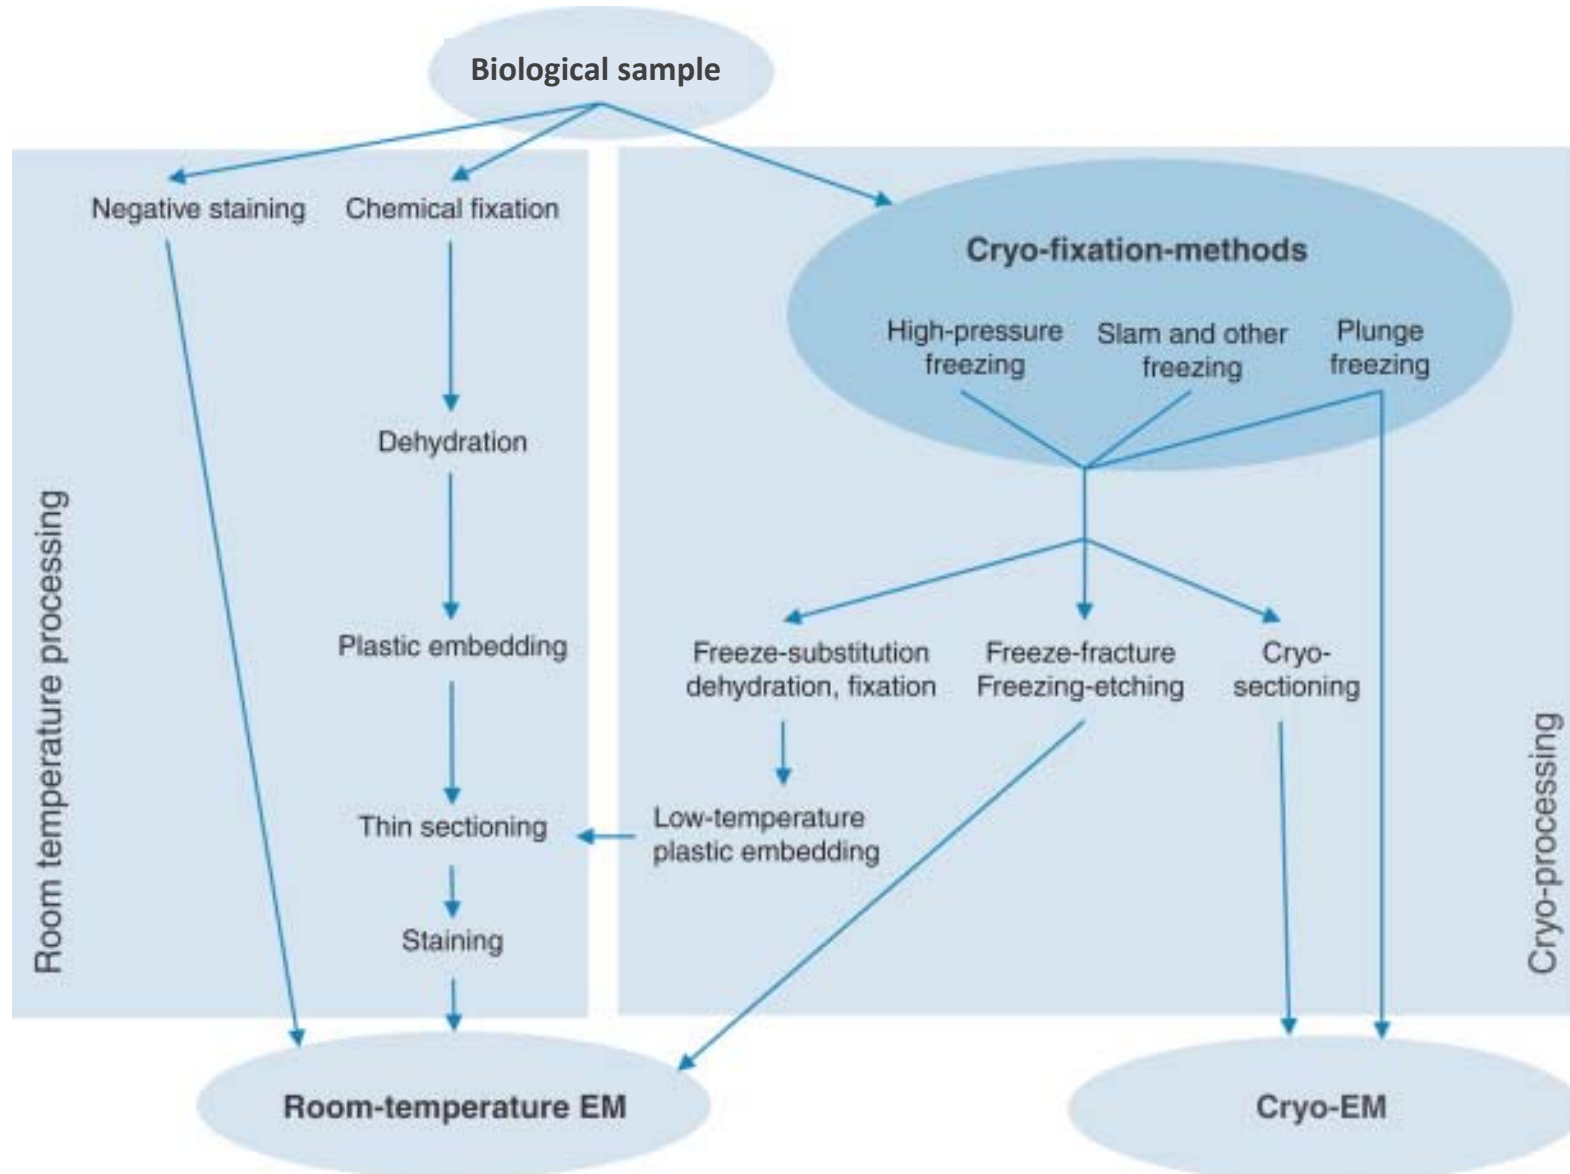 Biological sample
Negative staining
Chemical fixation
Cryo-fixation-methods
High-pressure
freezing
Slam and other
freezing
Plunge
freezing
Dehydration
Plastic embedding
Freeze-substitution
dehydration, fixation
Freeze-fracture
Freezing-etching
Cryo-
sectioning
Thin sectioning
Low-temperature
plastic embedding
Staining
Room temperature processing
Cryo-processing
Room-temperature EM
Cryo-EM